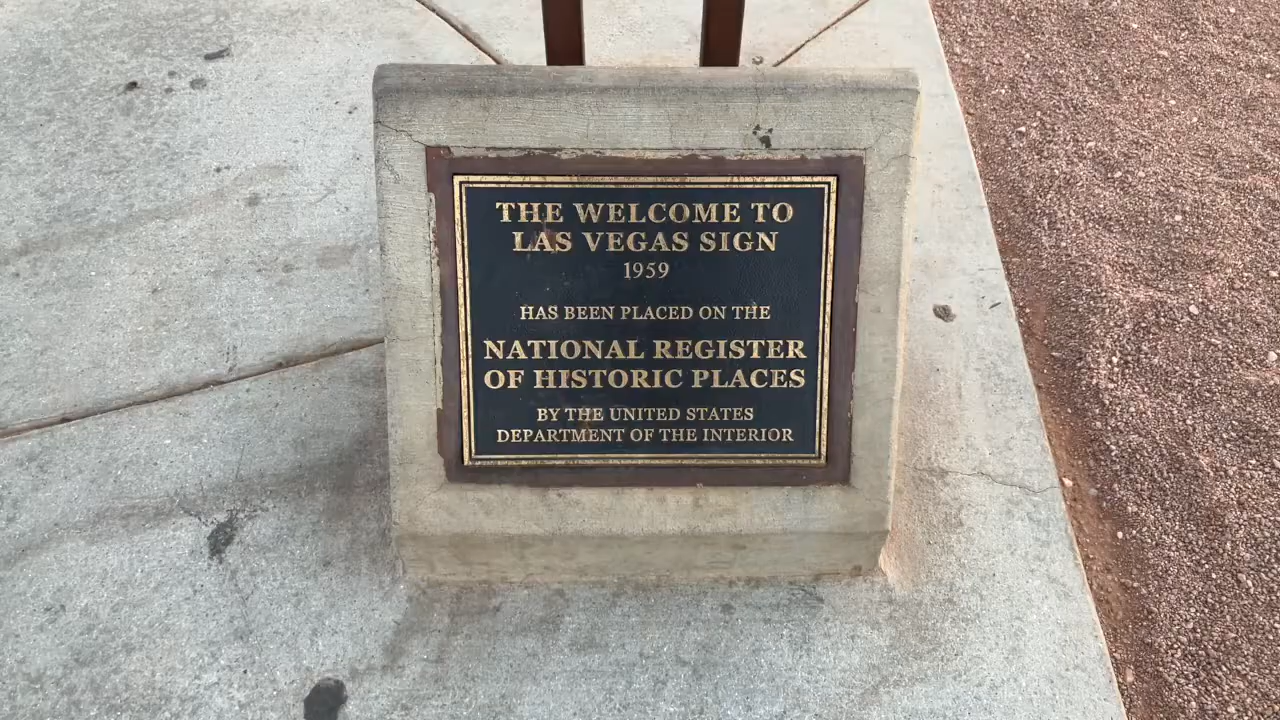 THE WELCOME TO
LAS VEGAS SIGN
1959
HAS BEEN PLACED ON THE
NATIONAL REGISTER
OF HISTORIC PLACES
BY THE UNITED STATES
DEPARTMENT OF THE INTERIOR